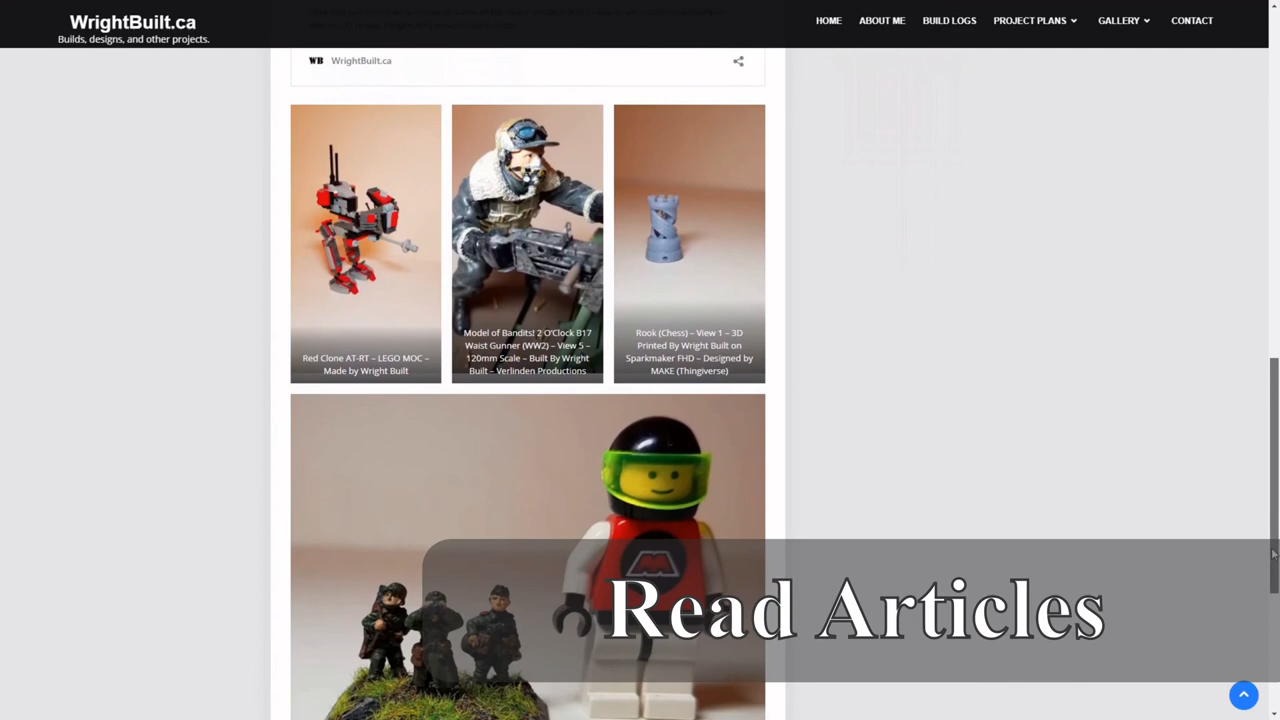 WrightBuilt.ca
Builds, designs, and other projects.
HOME ABOUT ME BUILD LOGS PROJECT PLANS GALLERY CONTACT
WB WrightBuilt.ca
Red Clone AT-RT – LEGO MOC –
Made by Wright Built
Model of Bandits! 2 O'Clock B17
Waist Gunner (WW2) – View 5 –
120mm Scale – Built By Wright
Built – Verlinden Productions
Rook (Chess) – View 1 – 3D
Printed By Wright Built on
Sparkmaker FHD – Designed by
MAKE (Thingiverse)
M
Read Articles